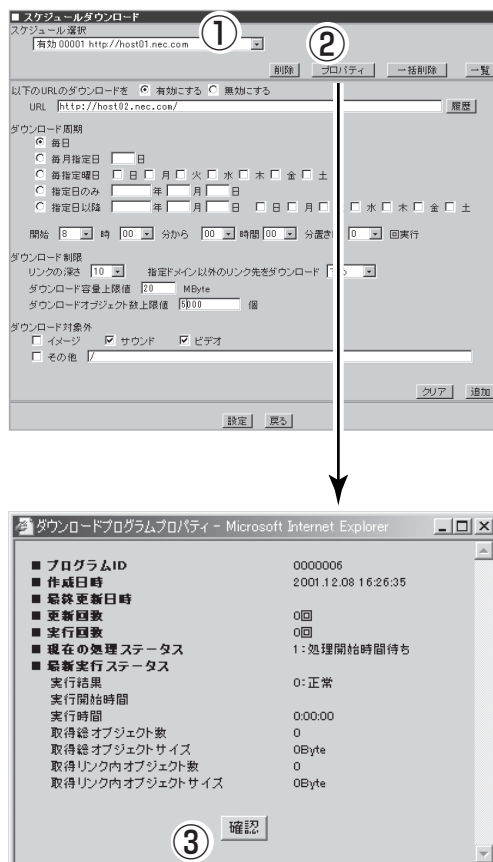 ■ スケジュールダウンロード
スケジュール選択
有効 00001 http://host01.nec.com
①
②
削除 プロパティ 一括削除 一覧
以下のURLのダウンロードを 有効にする 無効にする
URL http://host02.nec.com/ 履歴
ダウンロード周期
毎日
毎月指定日 日
毎指定曜日 日 月 火 水 木 金 土
指定日のみ 年 月 日
指定日以降 年 月 日 日 月 水 木 金 土
開始 8 時 00 分から 00 時間 00 分置きに 0 回実行
ダウンロード制限
リンクの深さ 10 指定ドメイン以外のリンク先をダウンロード
ダウンロード容量上限値 20 MByte
ダウンロードオブジェクト数上限値 5000 個
ダウンロード対象外
イメージ サウンド ビデオ
その他 /
クリア 追加
設定 戻る
ダウンロードプログラムプロパティ - Microsoft Internet Explorer
■ プログラムID 0000006
■ 作成日時 2001.12.08 16:26:35
■ 最終更新日時
■ 更新回数 0回
■ 実行回数 0回
■ 現在の処理ステータス 1:処理開始時間待ち
■ 最新実行ステータス
実行結果 0:正常
実行開始時間
実行時間 0:00:00
取得総オブジェクト数 0
取得総オブジェクトサイズ 0Byte
取得リンク内オブジェクト数 0
取得リンク内オブジェクトサイズ 0Byte
確認
③